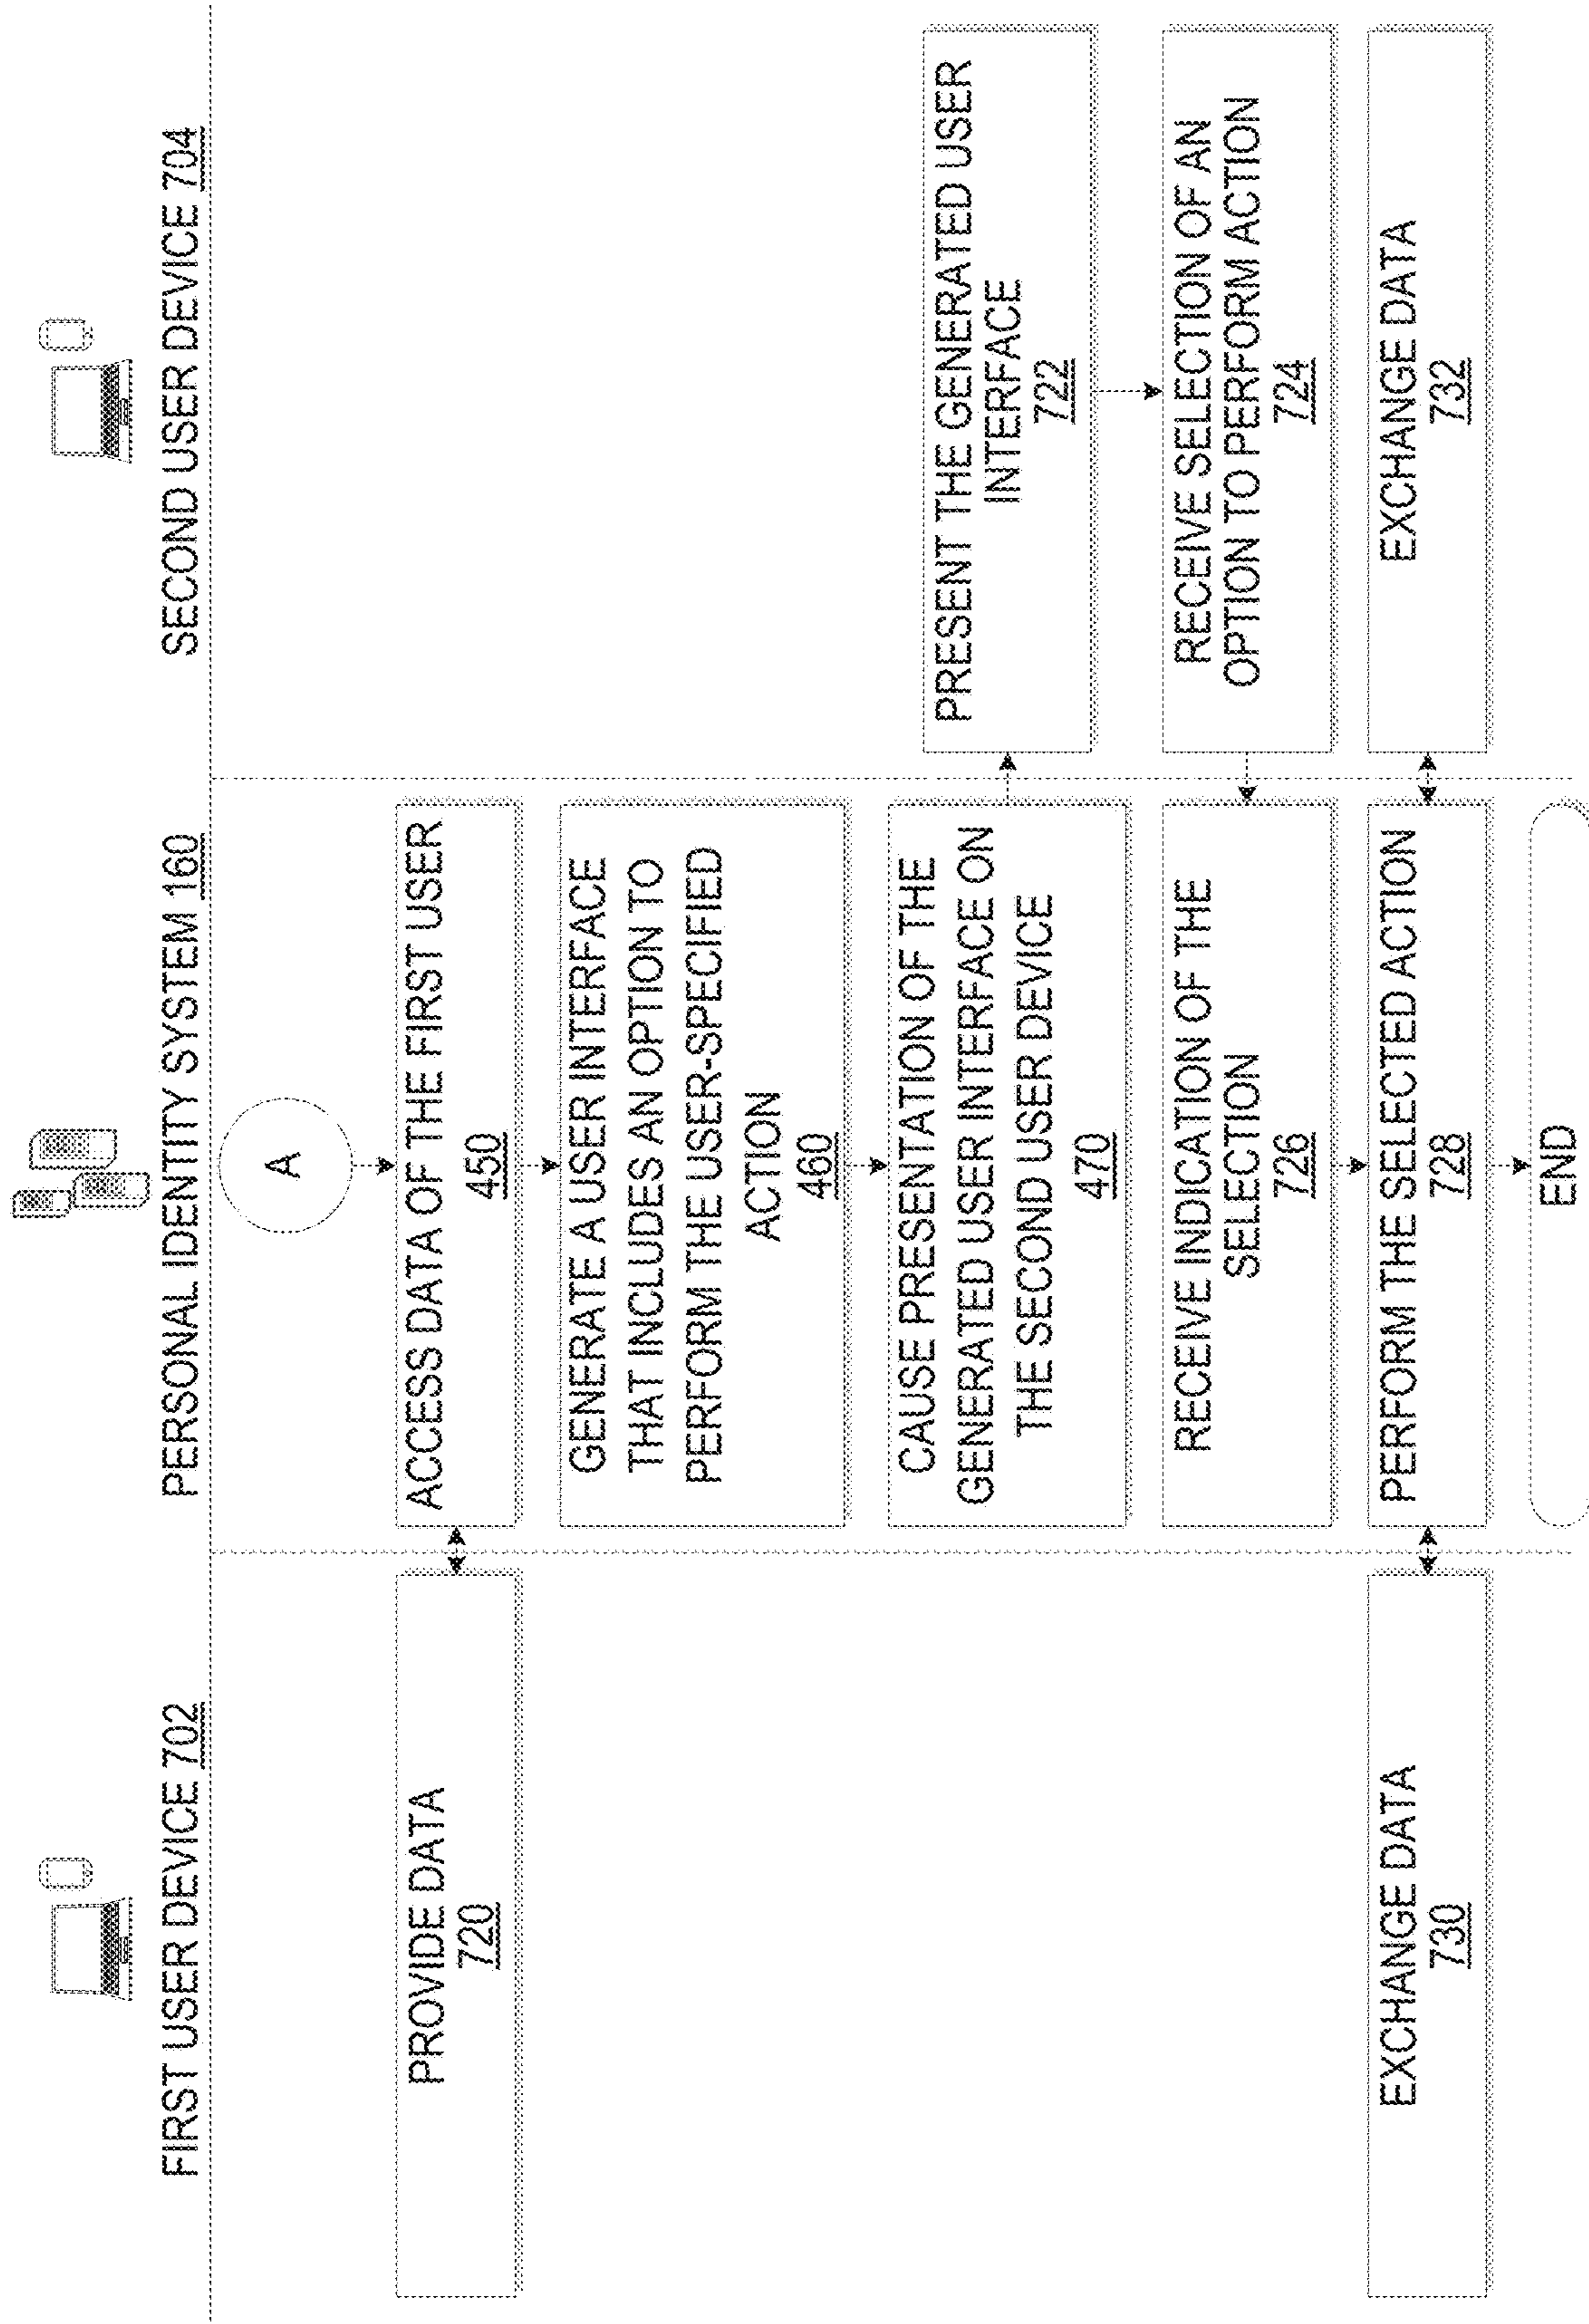 FIRST USER DEVICE 702
PERSONAL IDENTITY SYSTEM 160
SECOND USER DEVICE 704
A
PROVIDE DATA
720
ACCESS DATA OF THE FIRST USER
450
GENERATE A USER INTERFACE
THAT INCLUDES AN OPTION TO
PERFORM THE USER-SPECIFIED
ACTION
460
CAUSE PRESENTATION OF THE
GENERATED USER INTERFACE ON
THE SECOND USER DEVICE
470
PRESENT THE GENERATED USER
INTERFACE
722
RECEIVE INDICATION OF THE
SELECTION
726
RECEIVE SELECTION OF AN
OPTION TO PERFORM ACTION
724
EXCHANGE DATA
730
PERFORM THE SELECTED ACTION
728
EXCHANGE DATA
732
END